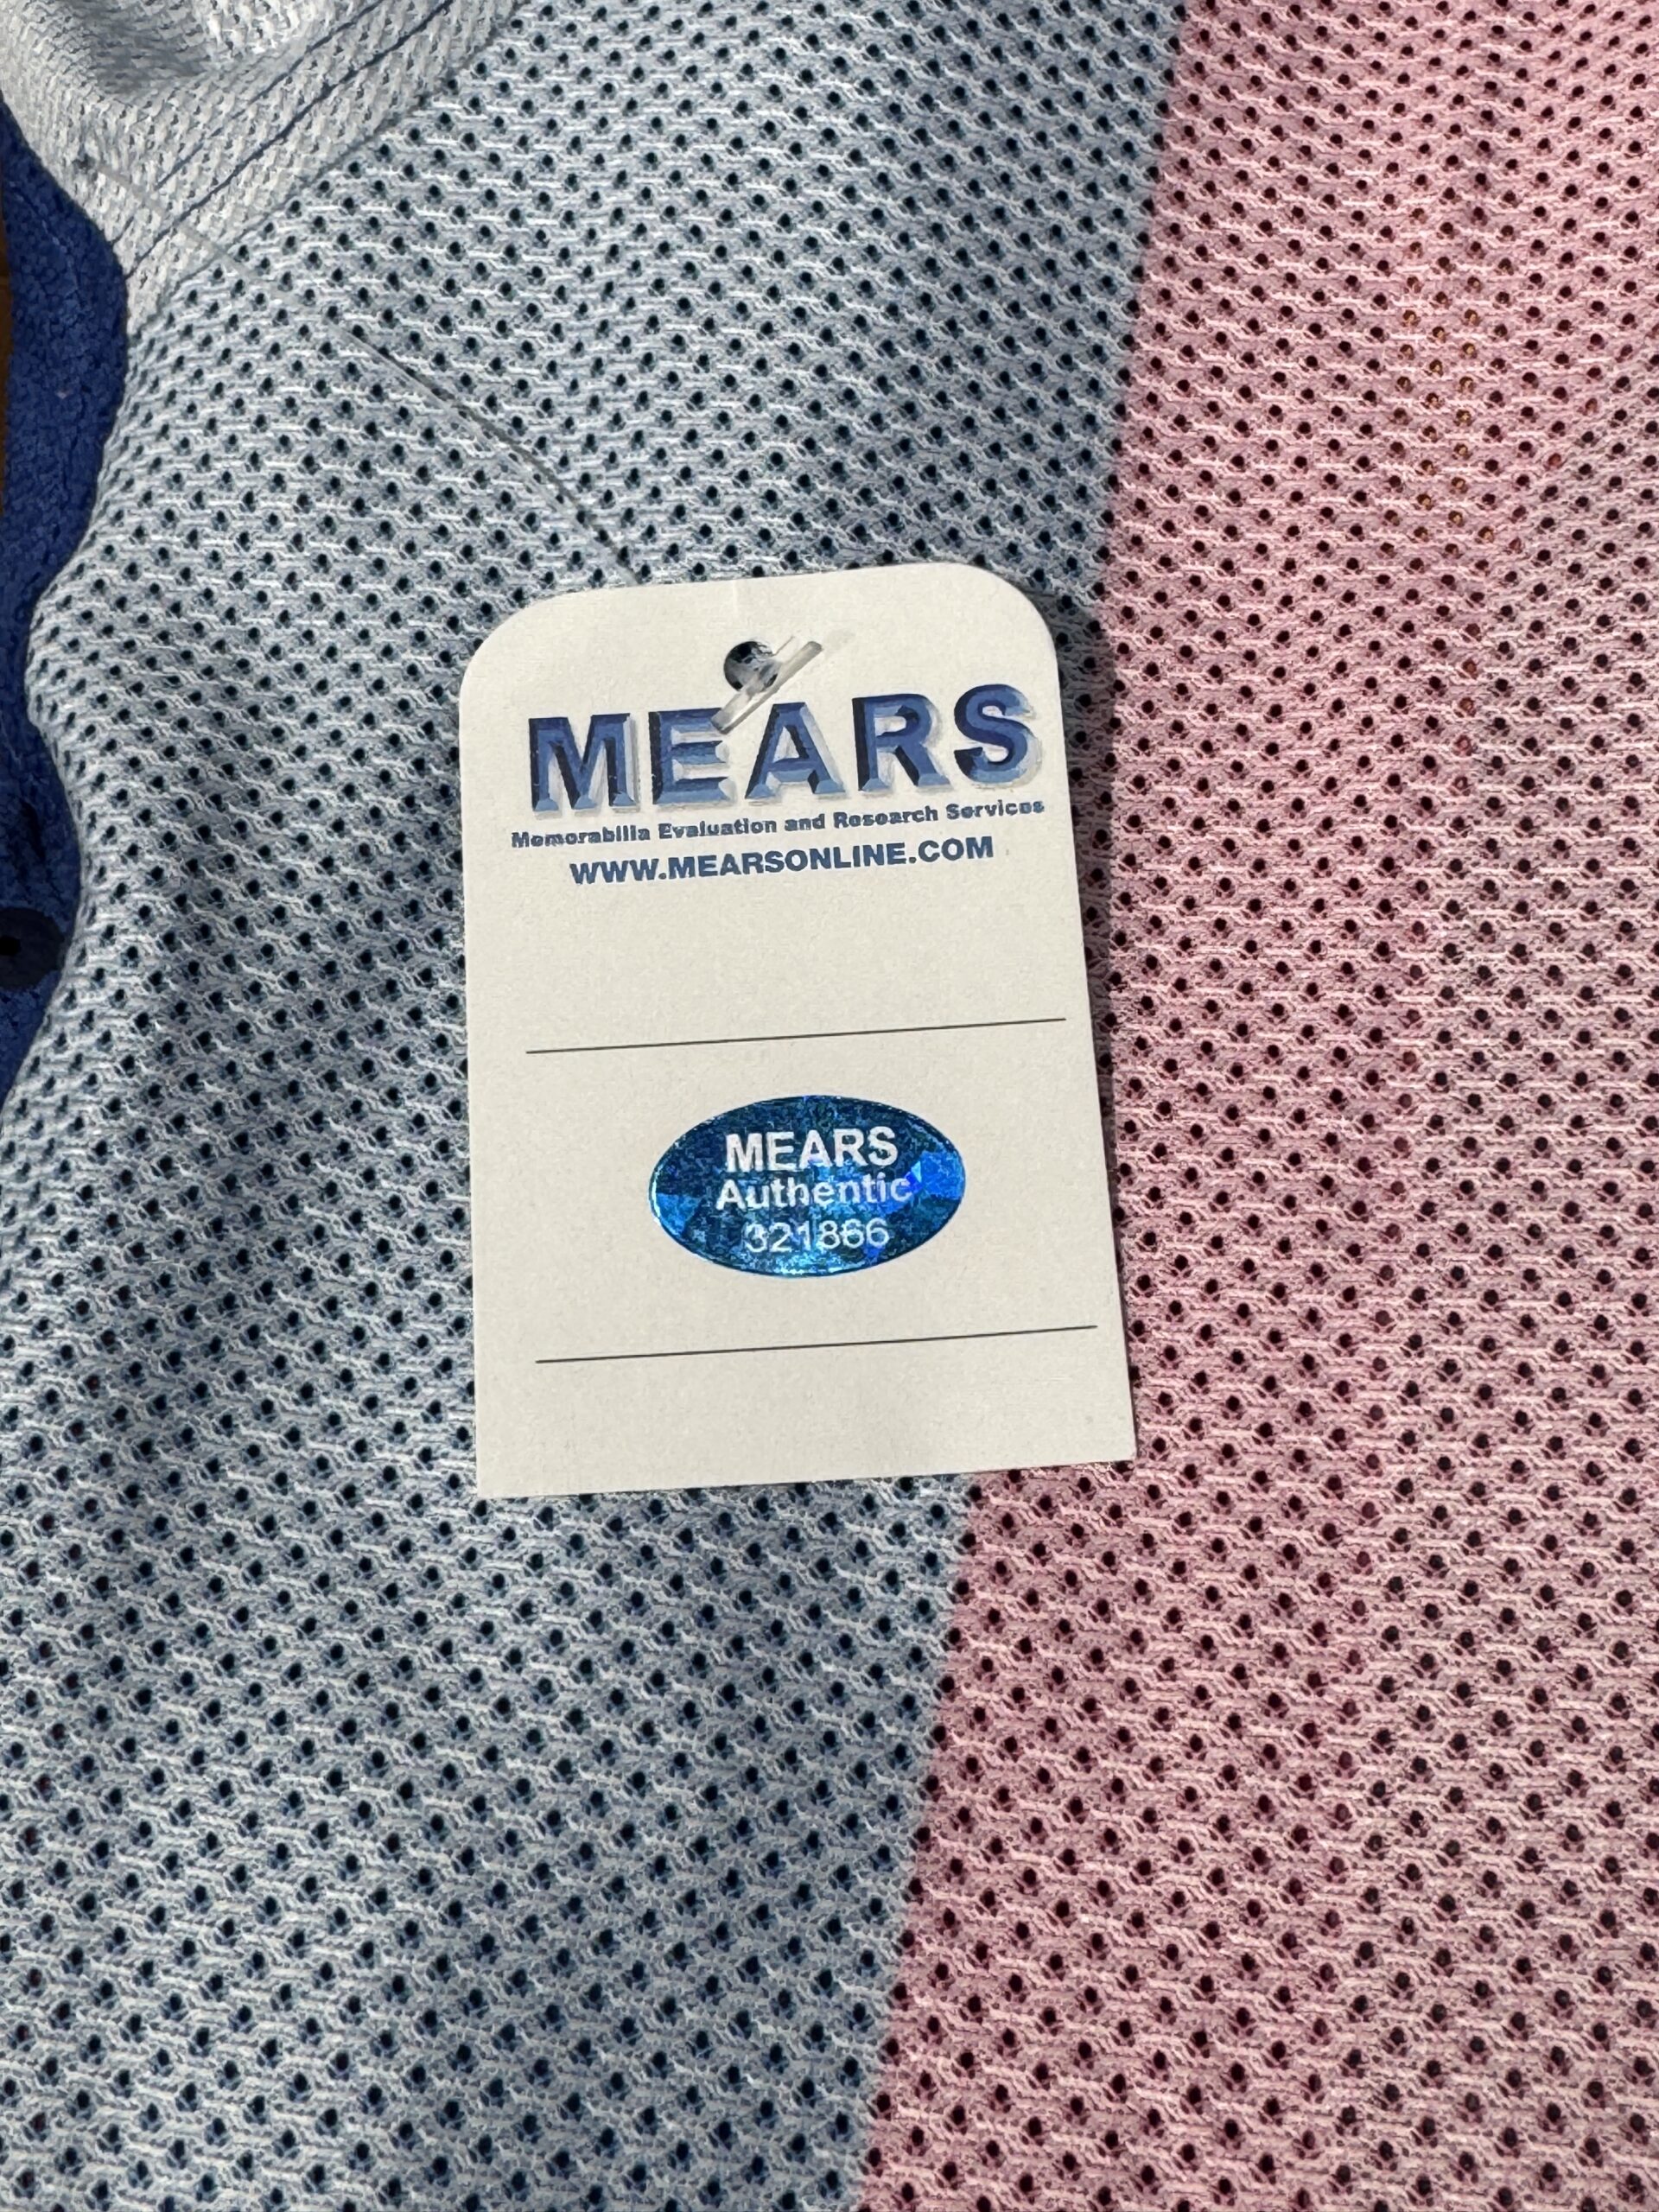 MEARS
Memorabilia Evaluation and Research Services
WWW.MEARSONLINE.COM
MEARS
Authentic
321866